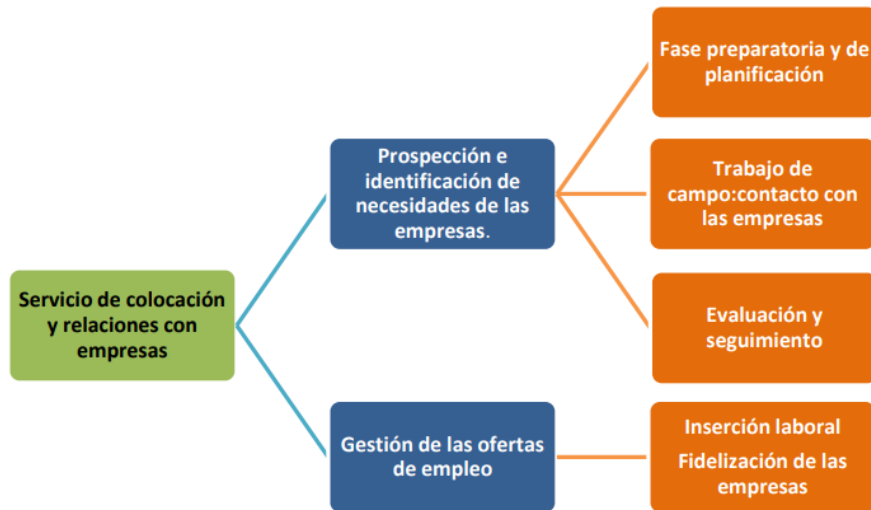 Servicio de colocación
y relaciones con
empresas
Prospección e
identificación de
necesidades de las
empresas.
Gestión de las ofertas
de empleo
Fase preparatoria y de
planificación
Trabajo de
campo:contacto con
las empresas
Evaluación y
seguimiento
Inserción laboral
Fidelización de las
empresas